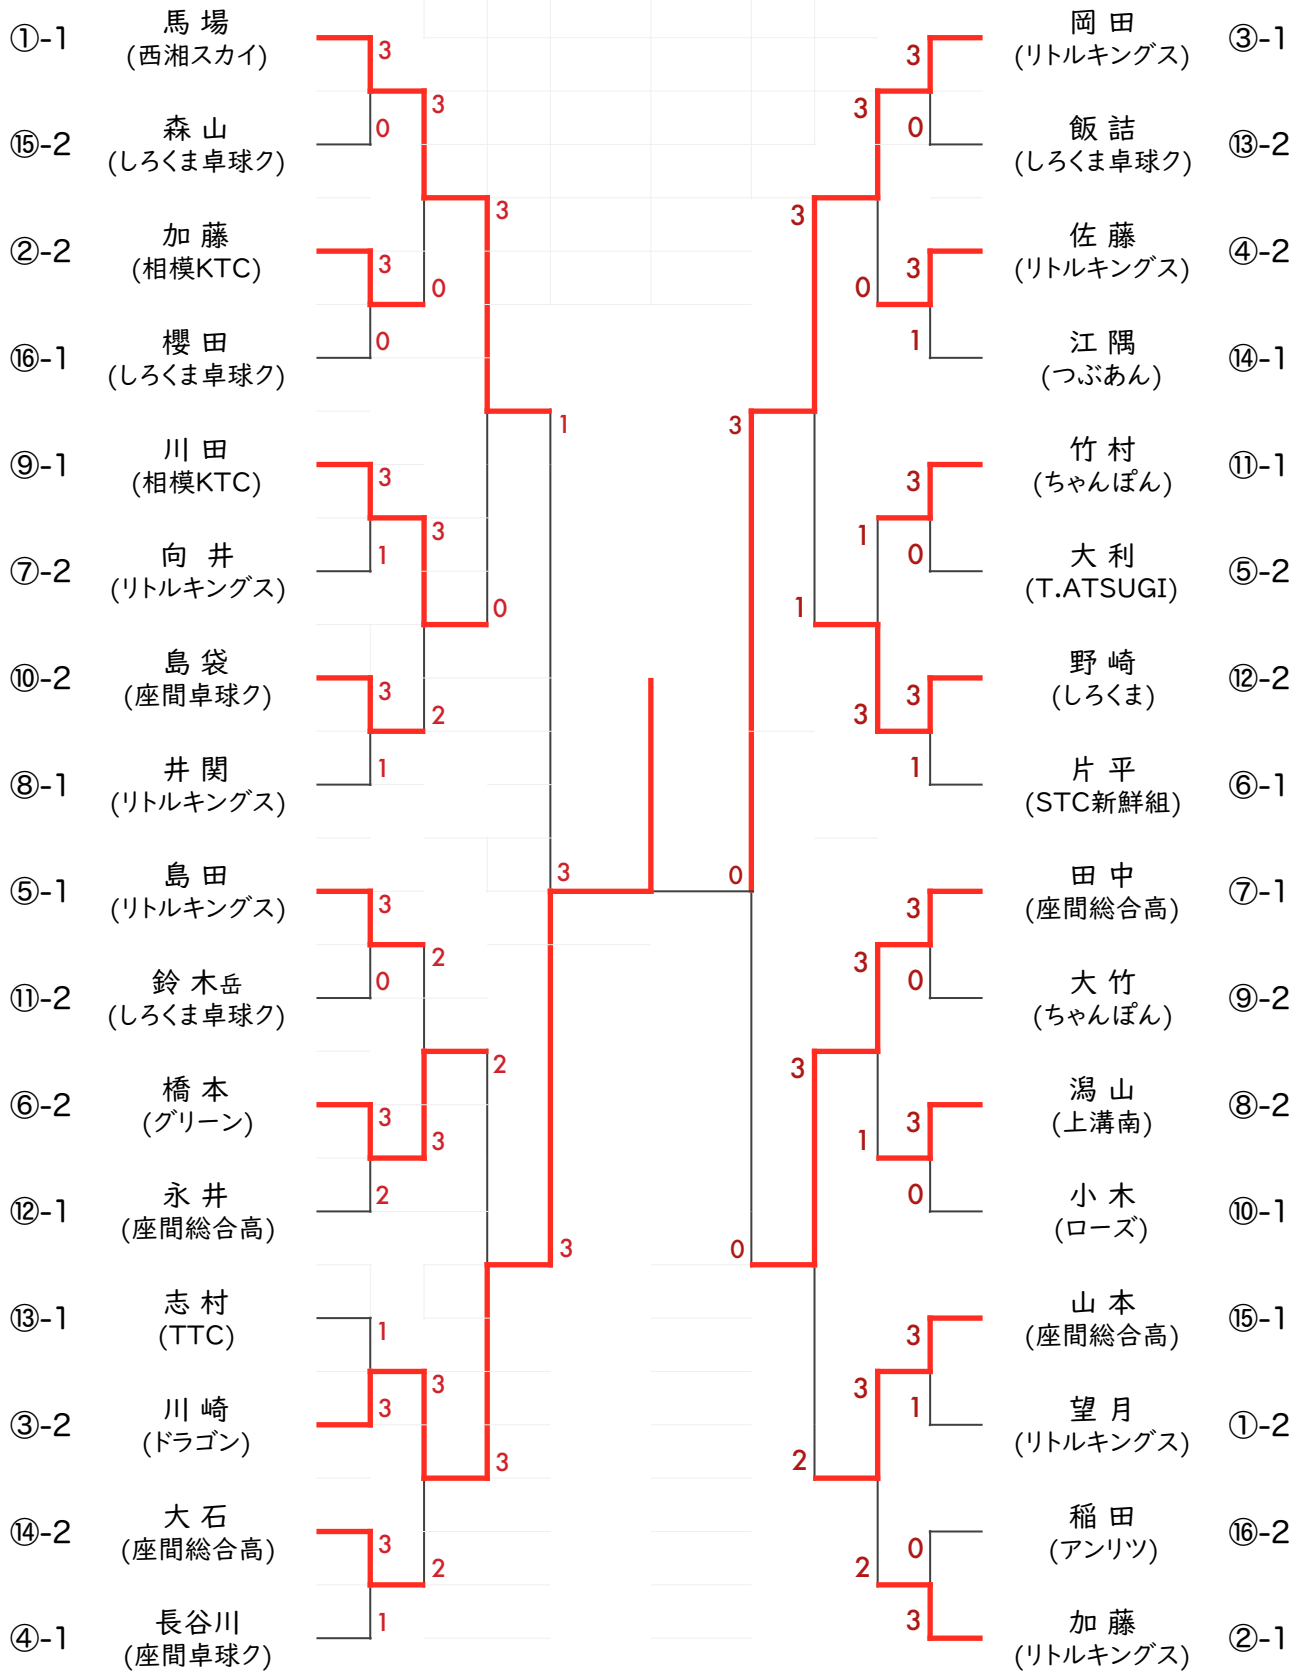 ①-1
馬 場
(西湘スカイ)
3
⑮-2
森 山
(しろくま卓球ク)
0
3
②-2
加 藤
(相模KTC)
3
0
⑯-1
櫻 田
(しろくま卓球ク)
0
3
⑨-1
川 田
(相模KTC)
3
3
⑦-2
向 井
(リトルキングス)
1
0
⑩-2
島 袋
(座間卓球ク)
3
2
⑧-1
井 関
(リトルキングス)
1
1
⑤-1
島 田
(リトルキングス)
3
2
⑪-2
鈴 木岳
(しろくま卓球ク)
0
2
⑥-2
橋 本
(グリーン)
3
3
⑫-1
永 井
(座間総合高)
2
3
⑬-1
志 村
(TTC)
1
3
③-2
川 崎
(ドラゴン)
3
3
⑭-2
大 石
(座間総合高)
3
2
④-1
長谷川
(座間卓球ク)
1
3
0
岡 田
(リトルキングス)
③-1
3
3
飯 詰
(しろくま卓球ク)
⑬-2
0
3
佐 藤
(リトルキングス)
④-2
3
0
江 隅
(つぶあん)
⑭-1
1
3
竹 村
(ちゃんぽん)
⑪-1
3
1
大 利
(T.ATSUGI)
⑤-2
0
1
野 崎
(しろくま)
⑫-2
3
3
片 平
(STC新鮮組)
⑥-1
1
田 中
(座間総合高)
⑦-1
3
3
大 竹
(ちゃんぽん)
⑨-2
0
3
潟 山
(上溝南)
⑧-2
3
1
小 木
(ローズ)
⑩-1
0
0
山 本
(座間総合高)
⑮-1
3
3
望 月
(リトルキングス)
①-2
1
2
稲 田
(アンリツ)
⑯-2
0
2
加 藤
(リトルキングス)
②-1
3